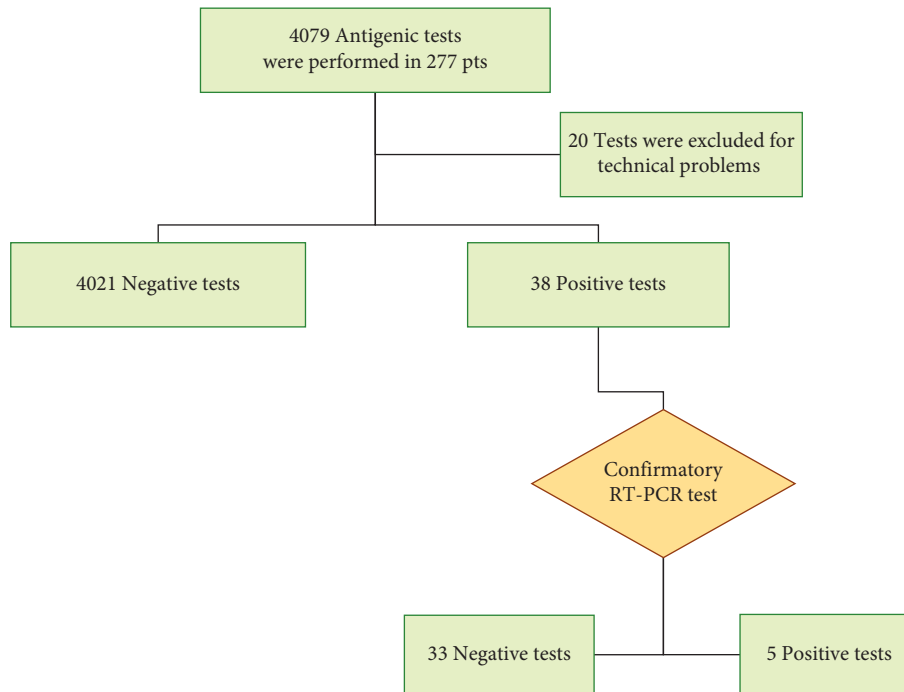 4079 Antigenic tests
were performed in 277 pts
20 Tests were excluded for
technical problems
4021 Negative tests
38 Positive tests
Confirmatory
RT-PCR test
33 Negative tests
5 Positive tests